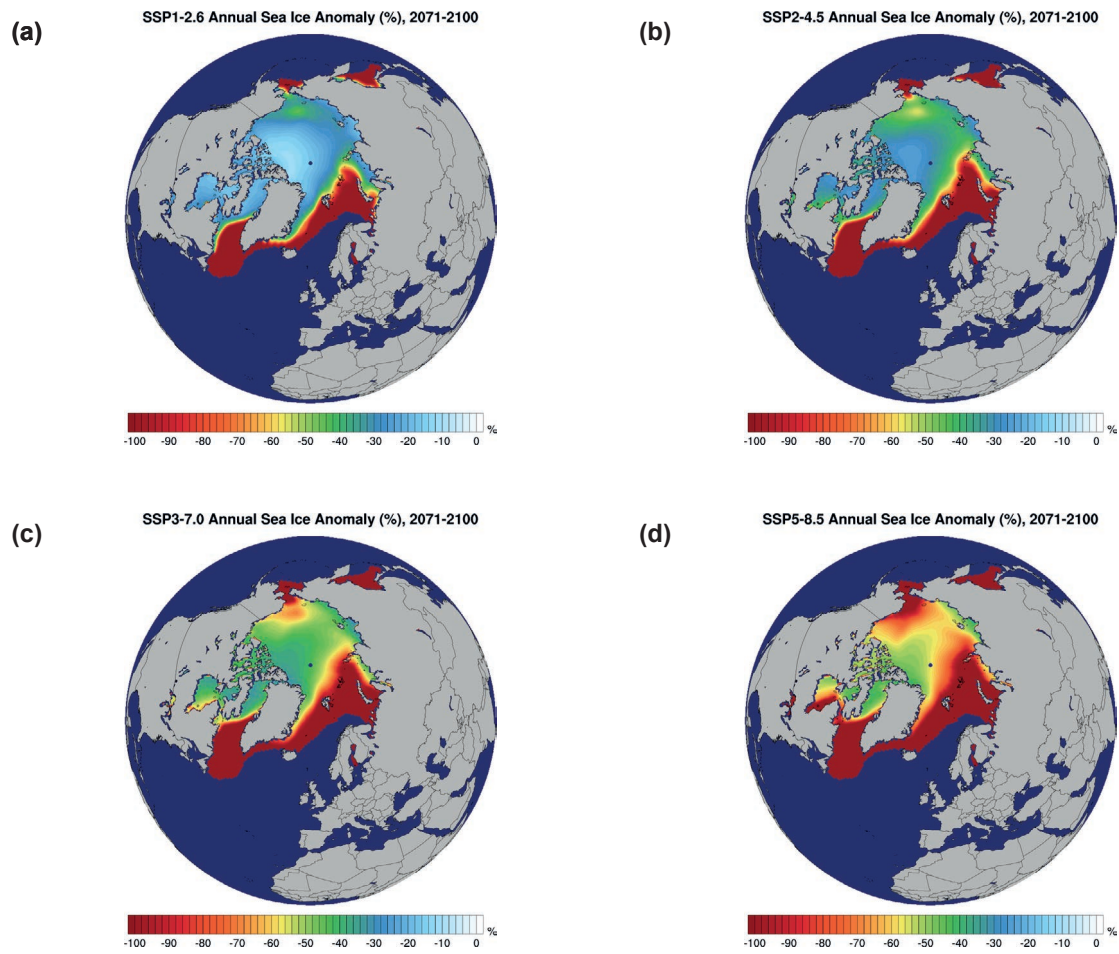 (a)
SSP1-2.6 Annual Sea Ice Anomaly (%), 2071-2100
-100 -90 -80 -70 -60 -50 -40 -30 -20 -10 0 %
(b)
SSP2-4.5 Annual Sea Ice Anomaly (%), 2071-2100
-100 -90 -80 -70 -60 -50 -40 -30 -20 -10 0 %
(c)
SSP3-7.0 Annual Sea Ice Anomaly (%), 2071-2100
-100 -90 -80 -70 -60 -50 -40 -30 -20 -10 0 %
(d)
SSP5-8.5 Annual Sea Ice Anomaly (%), 2071-2100
-100 -90 -80 -70 -60 -50 -40 -30 -20 -10 0 %